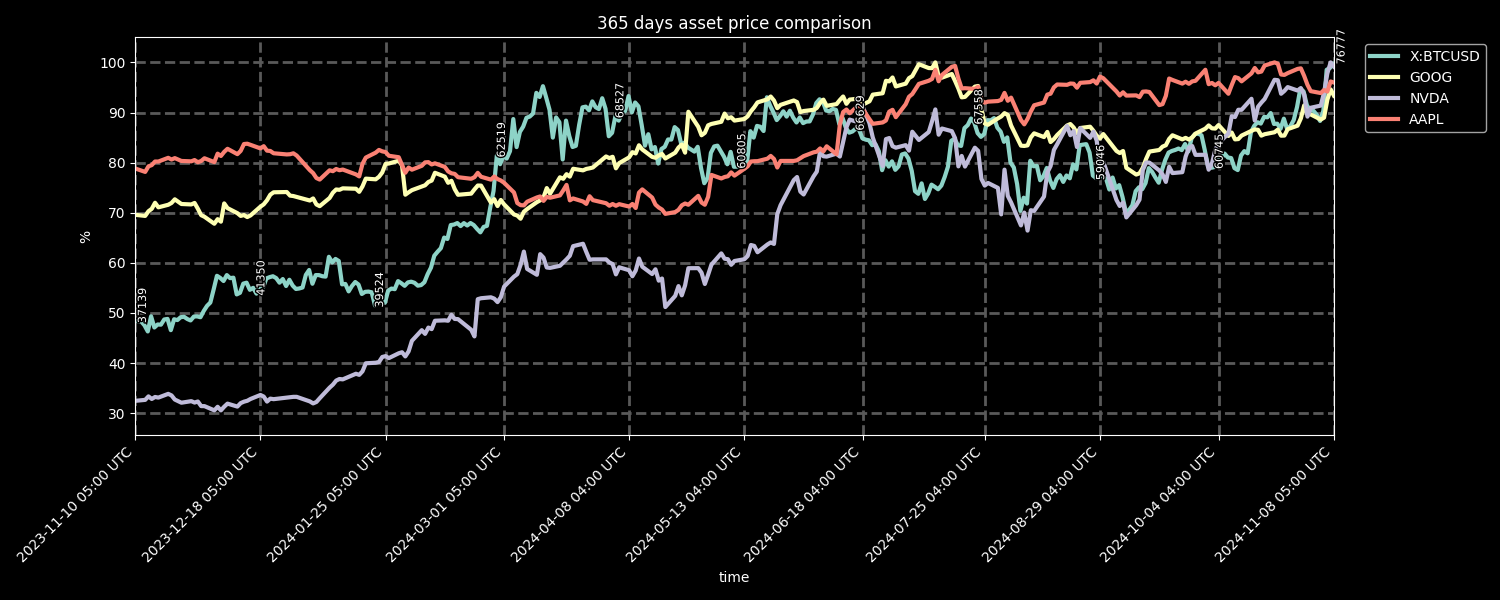 365 days asset price comparison
X:BTCUSD
GOOG
NVDA
AAPL
%
100
90
80
70
60
50
40
30
37139
41350
39524
62519
68527
60805
66629
67558
59046
60745
76777
2023-11-10 05:00 UTC
2023-12-18 05:00 UTC
2024-01-25 05:00 UTC
2024-03-01 05:00 UTC
2024-04-08 04:00 UTC
2024-05-13 04:00 UTC
2024-06-18 04:00 UTC
2024-07-25 04:00 UTC
2024-08-29 04:00 UTC
2024-10-04 04:00 UTC
2024-11-08 05:00 UTC
time